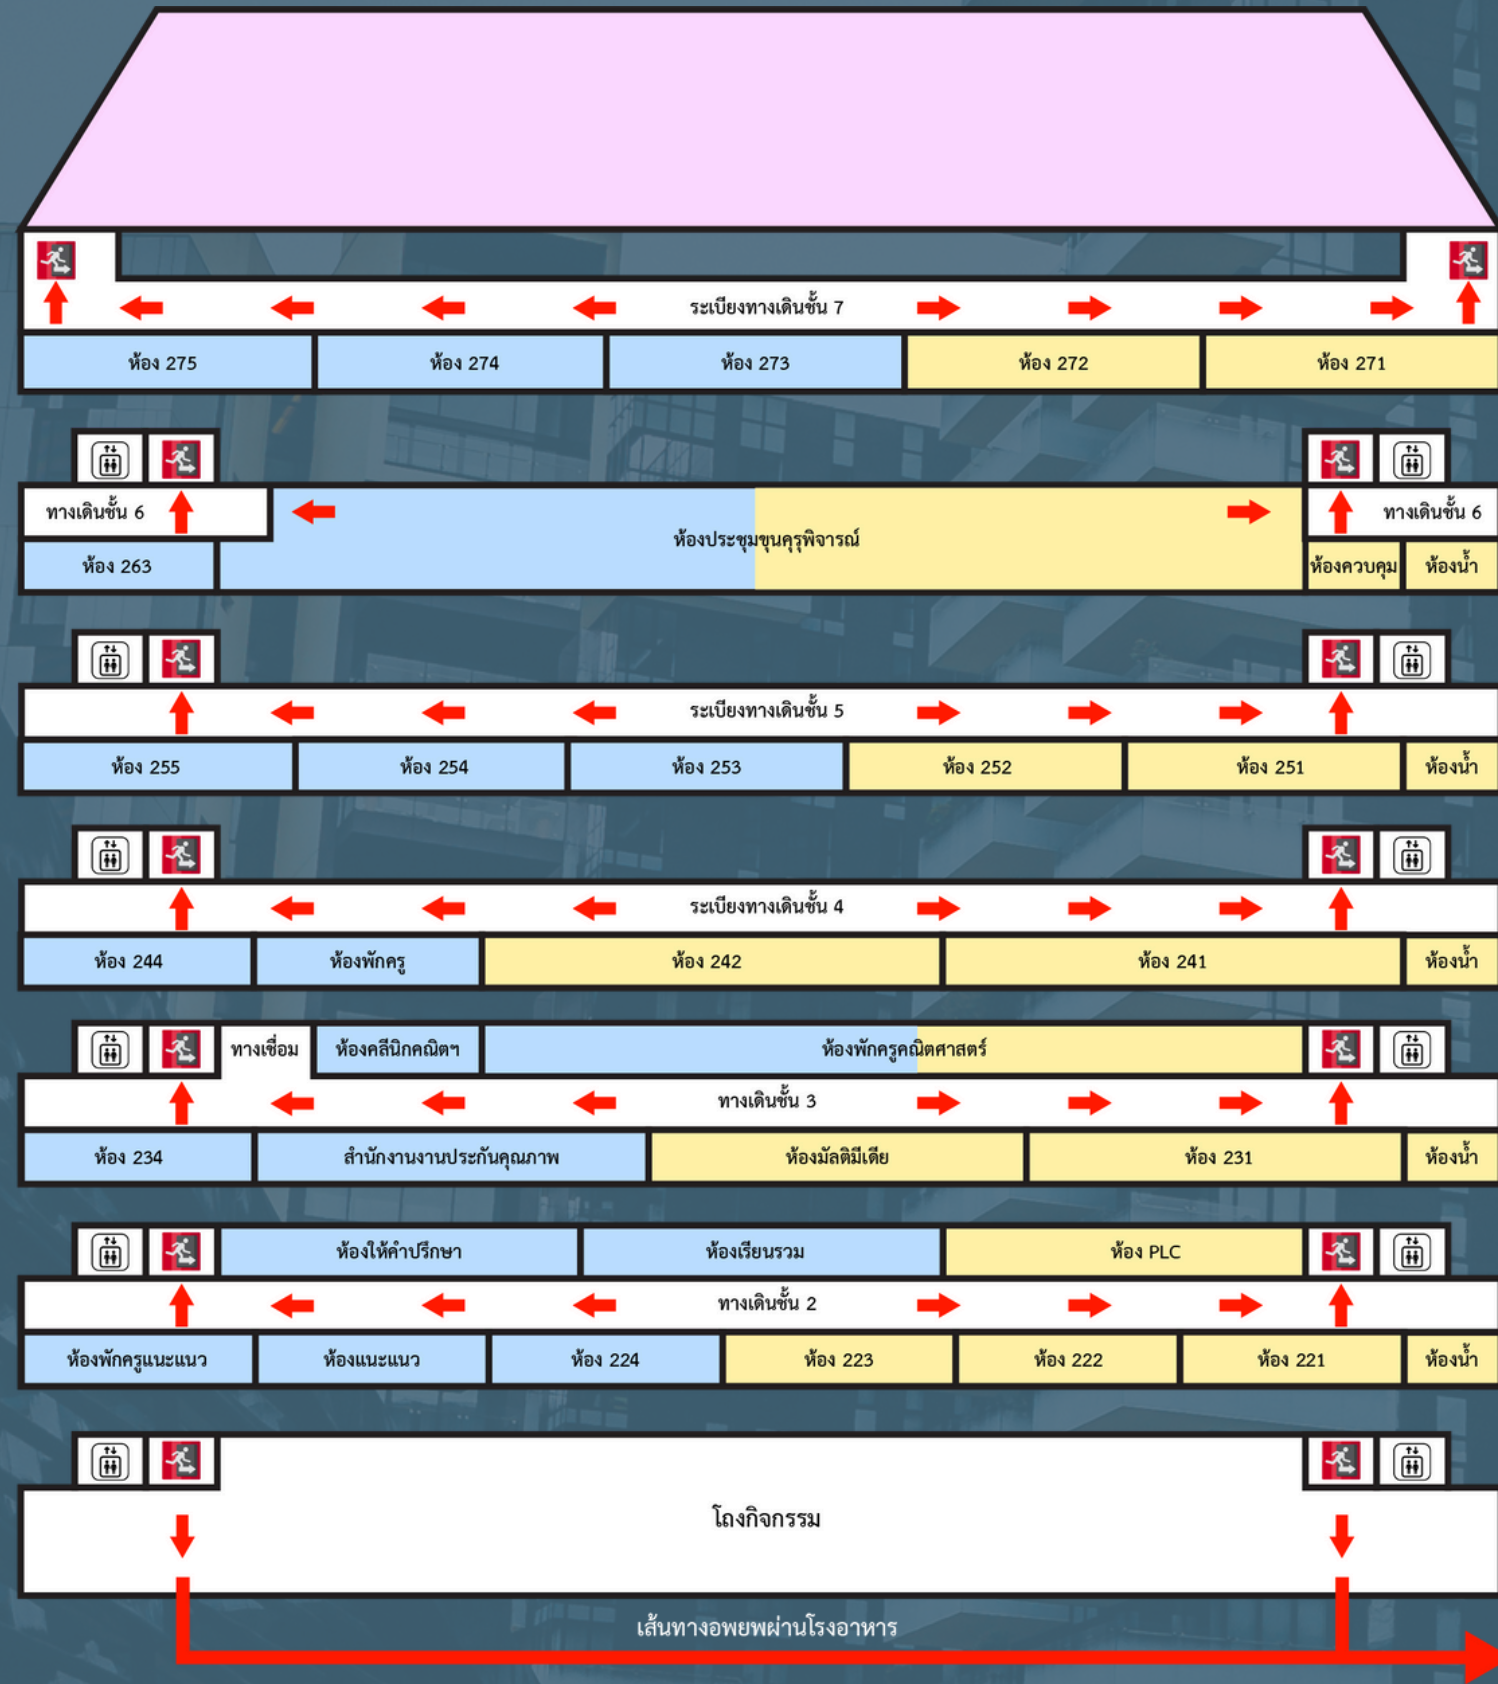 ระเบียงทางเดินชั้น 7
ห้อง 275
ห้อง 274
ห้อง 273
ห้อง 272
ห้อง 271
ทางเดินชั้น 6
ห้องประชุมขุนคุรุพิจารณ์
ทางเดินชั้น 6
ห้อง 263
ห้องควบคุม
ห้องน้ำ
ระเบียงทางเดินชั้น 5
ห้อง 255
ห้อง 254
ห้อง 253
ห้อง 252
ห้อง 251
ห้องน้ำ
ระเบียงทางเดินชั้น 4
ห้อง 244
ห้องพักครู
ห้อง 242
ห้อง 241
ห้องน้ำ
ทางเชื่อม
ห้องคลีนิกคณิตฯ
ห้องพักครูคณิตศาสตร์
ทางเดินชั้น 3
ห้อง 234
สำนักงานงานประกันคุณภาพ
ห้องมัลติมีเดีย
ห้อง 231
ห้องน้ำ
ห้องให้คำปรึกษา
ห้องเรียนรวม
ห้อง PLC
ทางเดินชั้น 2
ห้องพักครูแนะแนว
ห้องแนะแนว
ห้อง 224
ห้อง 223
ห้อง 222
ห้อง 221
ห้องน้ำ
โถงกิจกรรม
เส้นทางอพยพผ่านโรงอาหาร